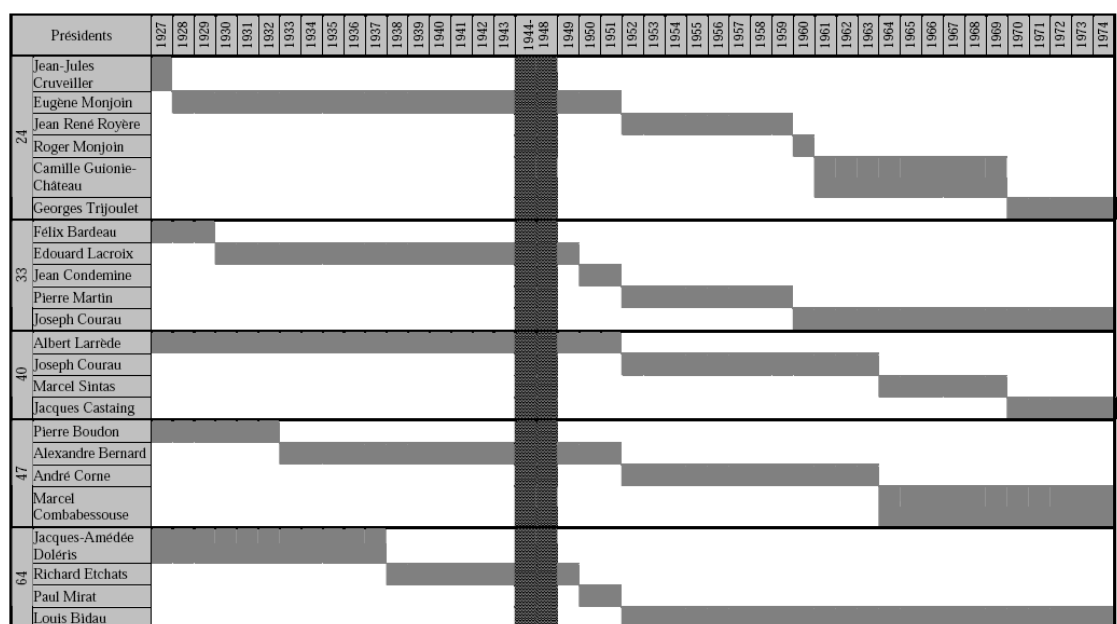 Présidents 1927 1928 1929 1930 1931 1932 1933 1934 1935 1936 1937 1938 1939 1940 1941 1942 1943 1944- 1948 1949 1950 1951 1952 1953 1954 1955 1956 1957 1958 1959 1960 1961 1962 1963 1964 1965 1966 1967 1968 1969 1970 1971 1972 1973 1974
24
Jean-Jules
Cruveiller
Eugène Monjoin
Jean René Royère
Roger Monjoin
Camille Guionie-
Château
Georges Trijoulet
33
Félix Bardeau
Edouard Lacroix
Jean Condemine
Pierre Martin
Joseph Courau
40
Albert Larrède
Joseph Courau
Marcel Sintas
Jacques Castaing
47
Pierre Boudon
Alexandre Bernard
André Corne
Marcel
Combabessouse
64
Jacques-Amédée
Doléris
Richard Etchats
Paul Mirat
Louis Bidau